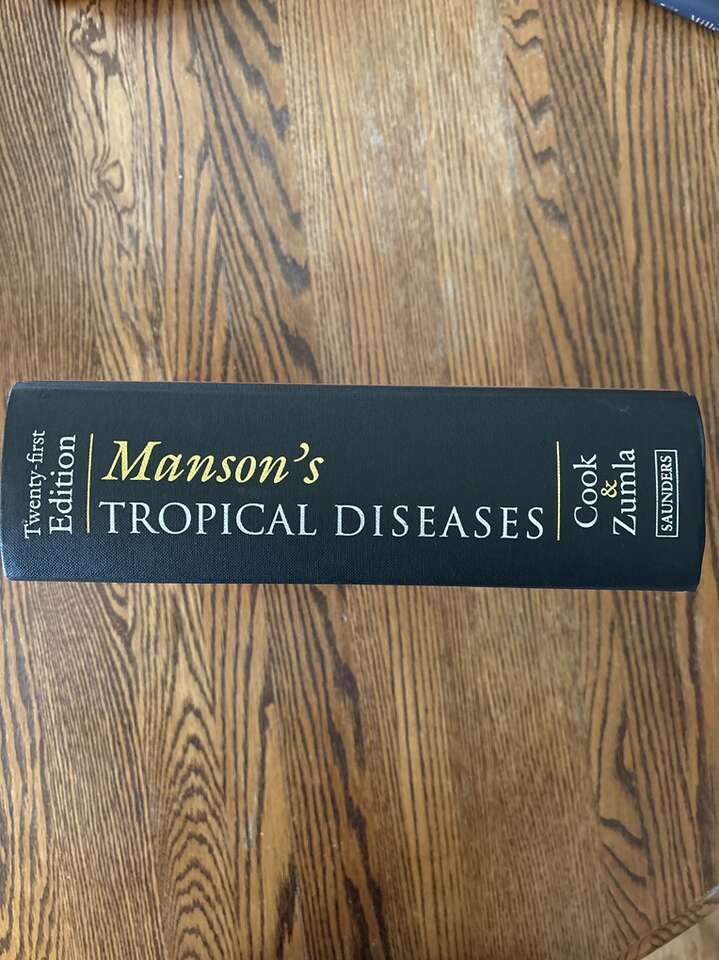 Twenty-first
Edition
Manson's
TROPICAL DISEASES
Cook
&
Zumla
SAUNDERS